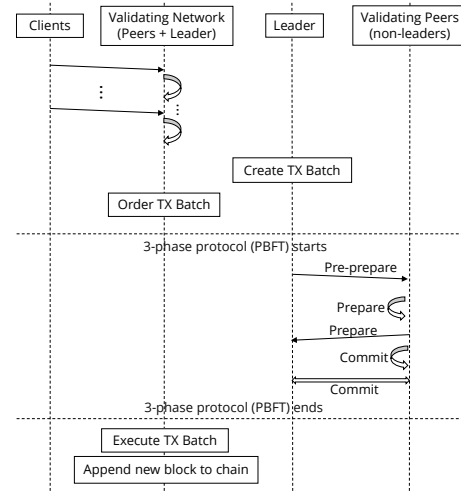 Clients
Validating Network
(Peers + Leader)
Leader
Validating Peers
(non-leaders)
...
...
Create TX Batch
Order TX Batch
3-phase protocol (PBFT) starts
Pre-prepare
Prepare
Prepare
Commit
Commit
3-phase protocol (PBFT) ends
Execute TX Batch
Append new block to chain